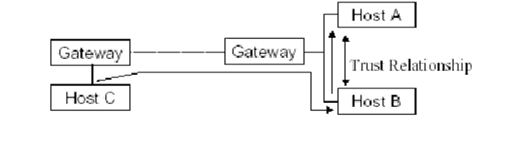 Host A
Gateway
Gateway
Trust Relationship
Host C
Host B